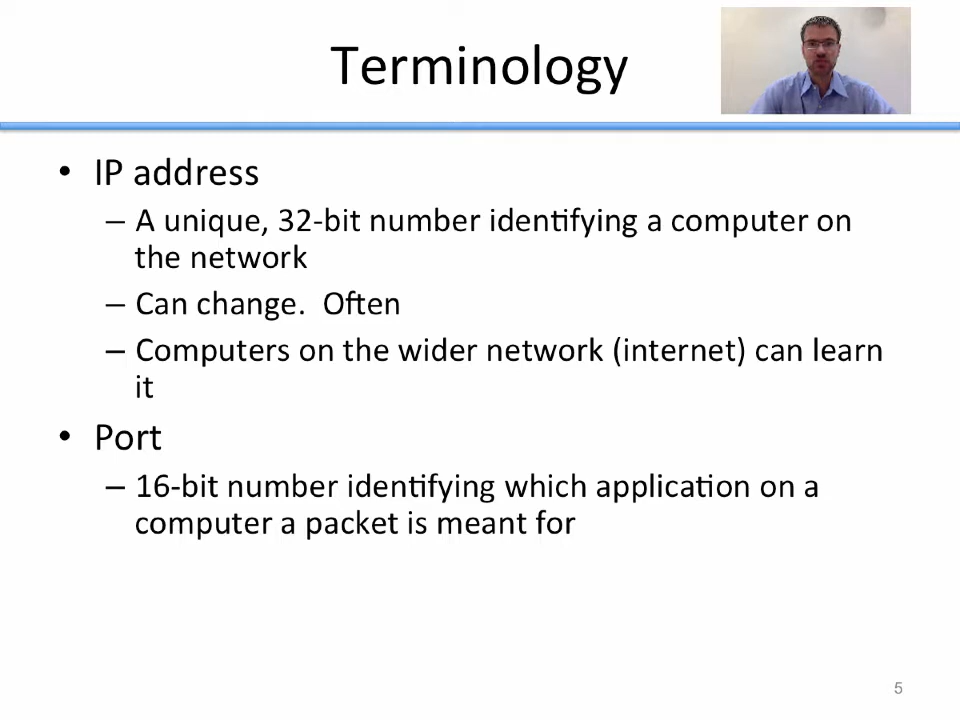 Terminology
• IP address
– A unique, 32-bit number identifying a computer on
the network
– Can change.  Often
– Computers on the wider network (internet) can learn
it
• Port
– 16-bit number identifying which application on a
computer a packet is meant for
5